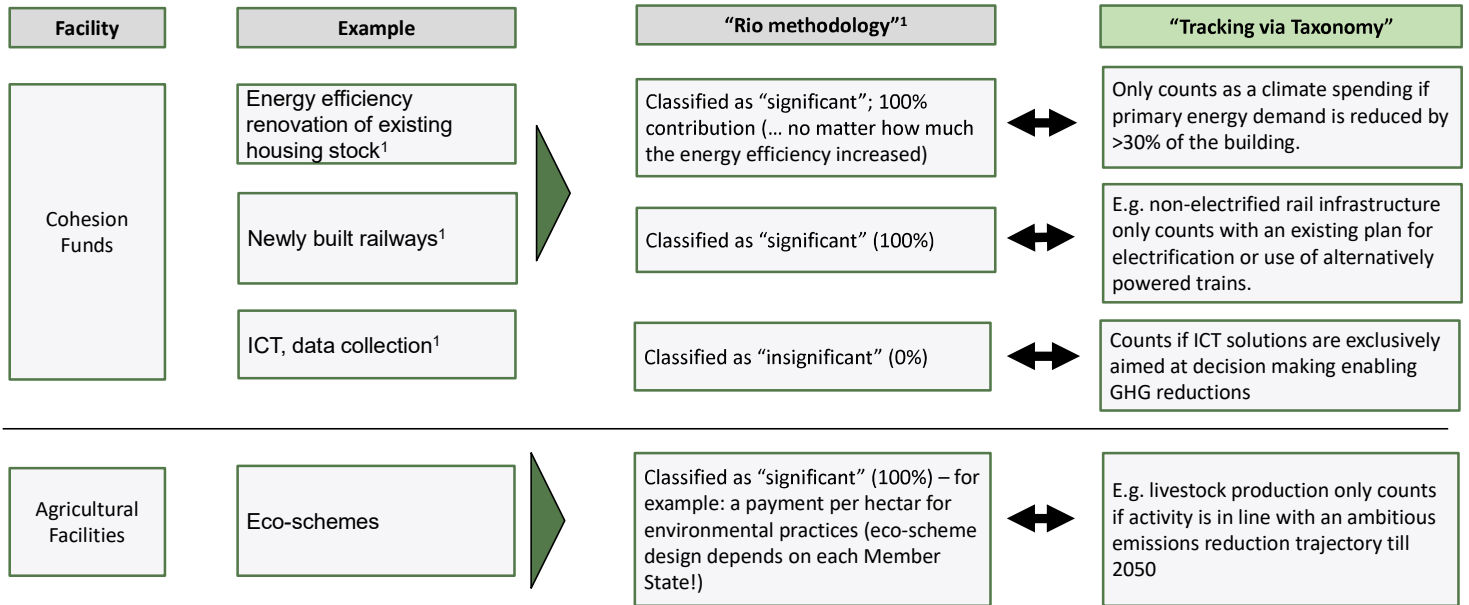 Facility
Example
“Rio methodology”¹
“Tracking via Taxonomy”
Cohesion
Funds
Energy efficiency
renovation of existing
housing stock¹
Classified as “significant”; 100%
contribution (… no matter how much
the energy efficiency increased)
Only counts as a climate spending if
primary energy demand is reduced by
>30% of the building.
Newly built railways¹
Classified as “significant” (100%)
E.g. non-electrified rail infrastructure
only counts with an existing plan for
electrification or use of alternatively
powered trains.
ICT, data collection¹
Classified as “insignificant” (0%)
Counts if ICT solutions are exclusively
aimed at decision making enabling
GHG reductions
Agricultural
Facilities
Eco-schemes
Classified as “significant” (100%) – for
example: a payment per hectar for
environmental practices (eco-scheme
design depends on each Member
State!)
E.g. livestock production only counts
if activity is in line with an ambitious
emissions reduction trajectory till
2050